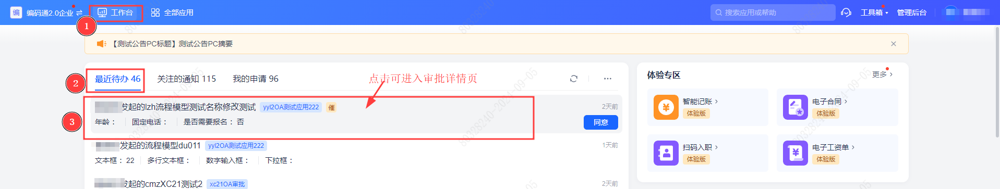 编 编码通2.0企业 工作台 全部应用 搜索应用或帮助 工具箱 管理后台
1
【测试公告PC标题】测试公告PC摘要
2 最近待办 46 关注的通知 115 我的申请 96
点击可进入审批详情页
发起的lzh流程模型测试名称修改测试 yyl2OA测试应用222 催 2天前
3 年龄： 固定电话： 是否需要报名： 否 同意
发起的流程模型du011 yyl2OA测试应用222 1天前
文本框： 22 多行文本框： 数字输入框： 下拉框：
发起的cmzXC21测试2 xc21OA审批 2天前
体验专区 更多
智能记账
体验版
电子合同
体验版
扫码入职
体验版
电子工资单
体验版
80328240-2024-09-05